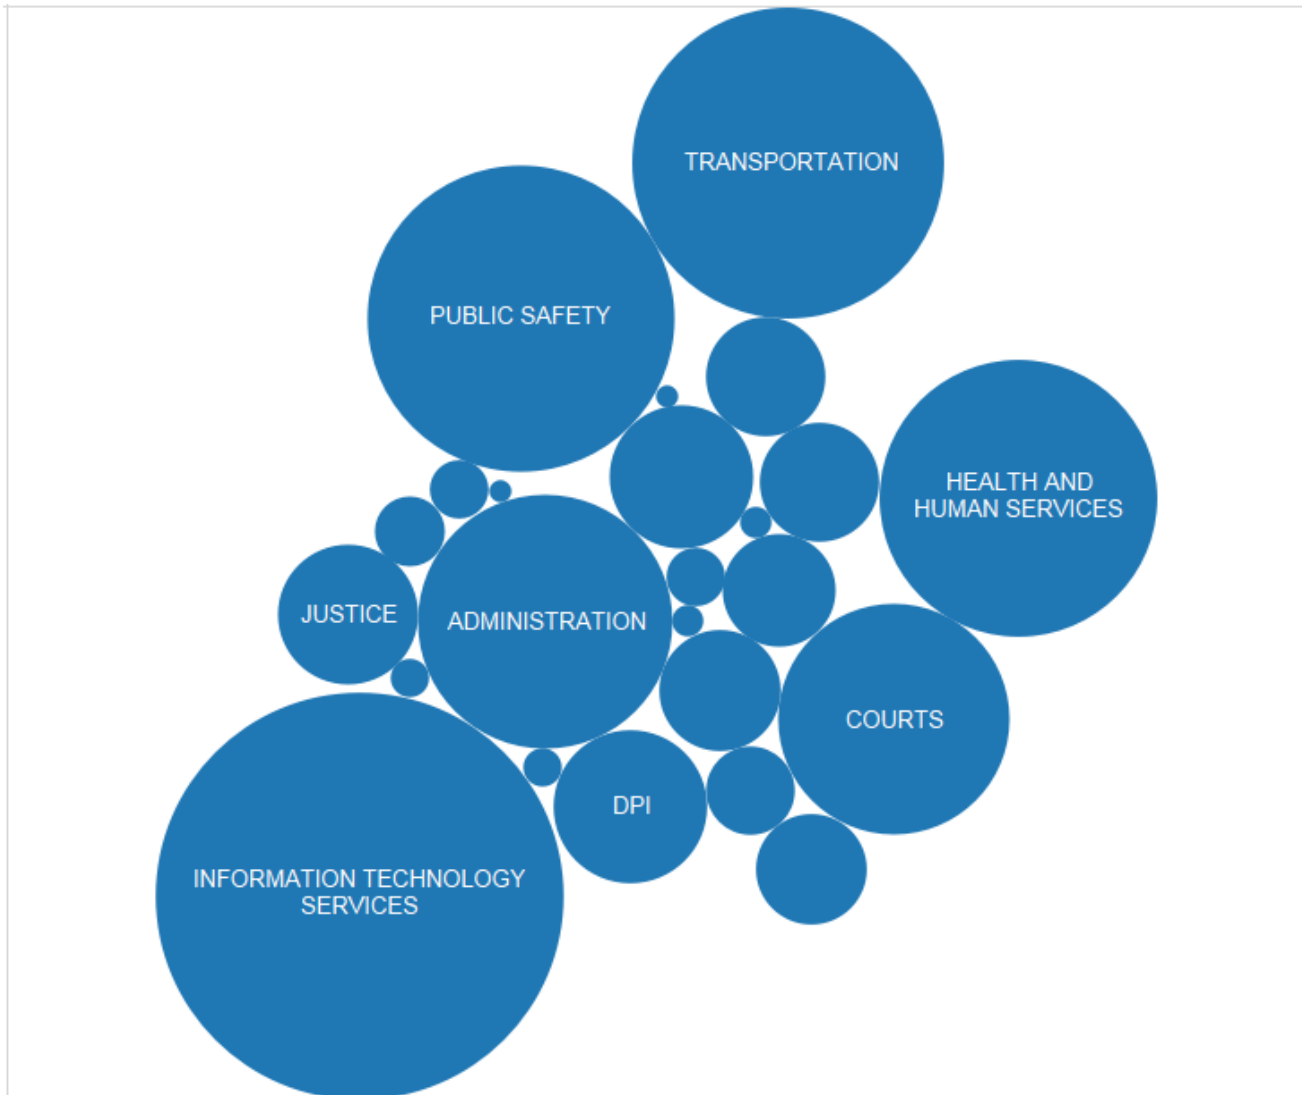 TRANSPORTATION
PUBLIC SAFETY
HEALTH AND
HUMAN SERVICES
JUSTICE
ADMINISTRATION
COURTS
DPI
INFORMATION TECHNOLOGY
SERVICES